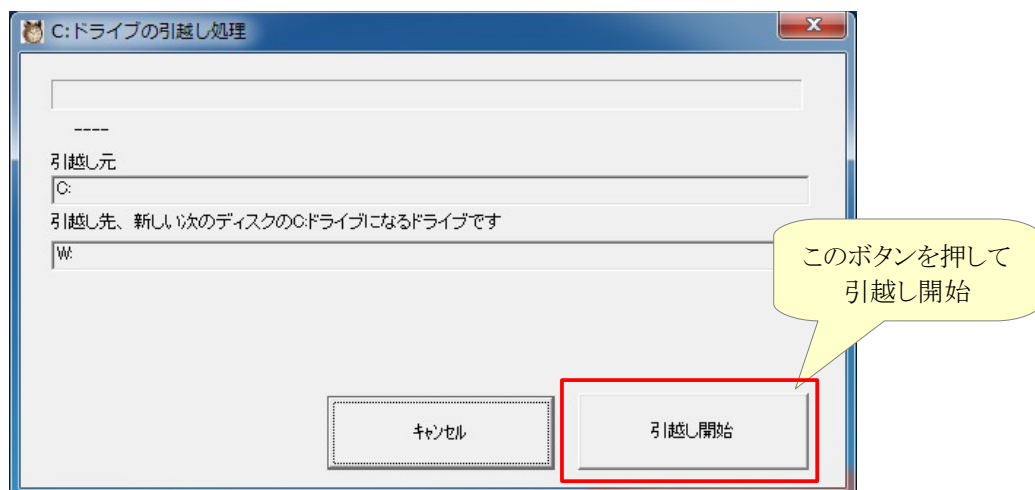 C:ドライブの引越し処理
----
引越し元
C:
引越し先、新しい次のディスクのC:ドライブになるドライブです
W:
このボタンを押して
引越し開始
キャンセル
引越し開始